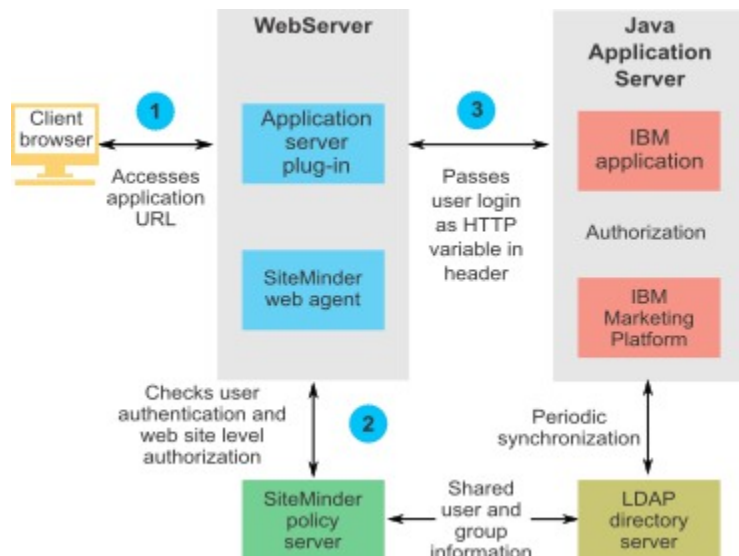 WebServer
Java
Application
Server
Client
browser
1
Accesses
application
URL
Application
server
plug-in
SiteMinder
web agent
3
Passes
user login
as HTTP
variable in
header
IBM
application
Authorization
IBM
Marketing
Platform
Checks user
authentication and
web site level
authorization
2
Periodic
synchronization
SiteMinder
policy
server
Shared
user and
group
information
LDAP
directory
server